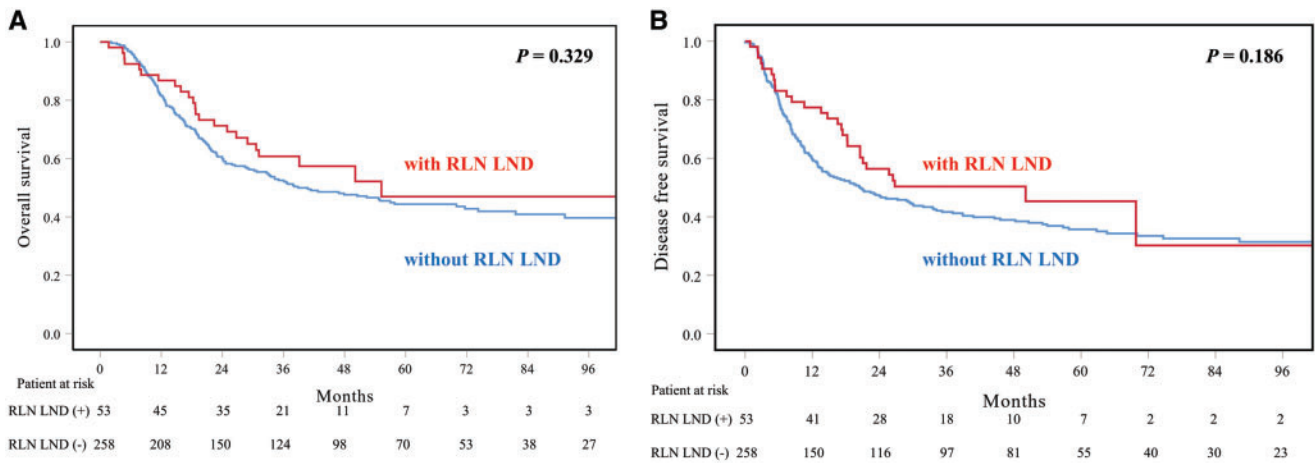 A
P = 0.329
Overall survival
1.0
0.8
0.6
0.4
0.2
0.0
with RLN LND
without RLN LND
0 12 24 36 48 60 72 84 96
Months
Patient at risk
RLN LND (+) 53 45 35 21 11 7 3 3 3
RLN LND (-) 258 208 150 124 98 70 53 38 27
B
P = 0.186
Disease free survival
1.0
0.8
0.6
0.4
0.2
0.0
with RLN LND
without RLN LND
0 12 24 36 48 60 72 84 96
Months
Patient at risk
RLN LND (+) 53 41 28 18 10 7 2 2 2
RLN LND (-) 258 150 116 97 81 55 40 30 23